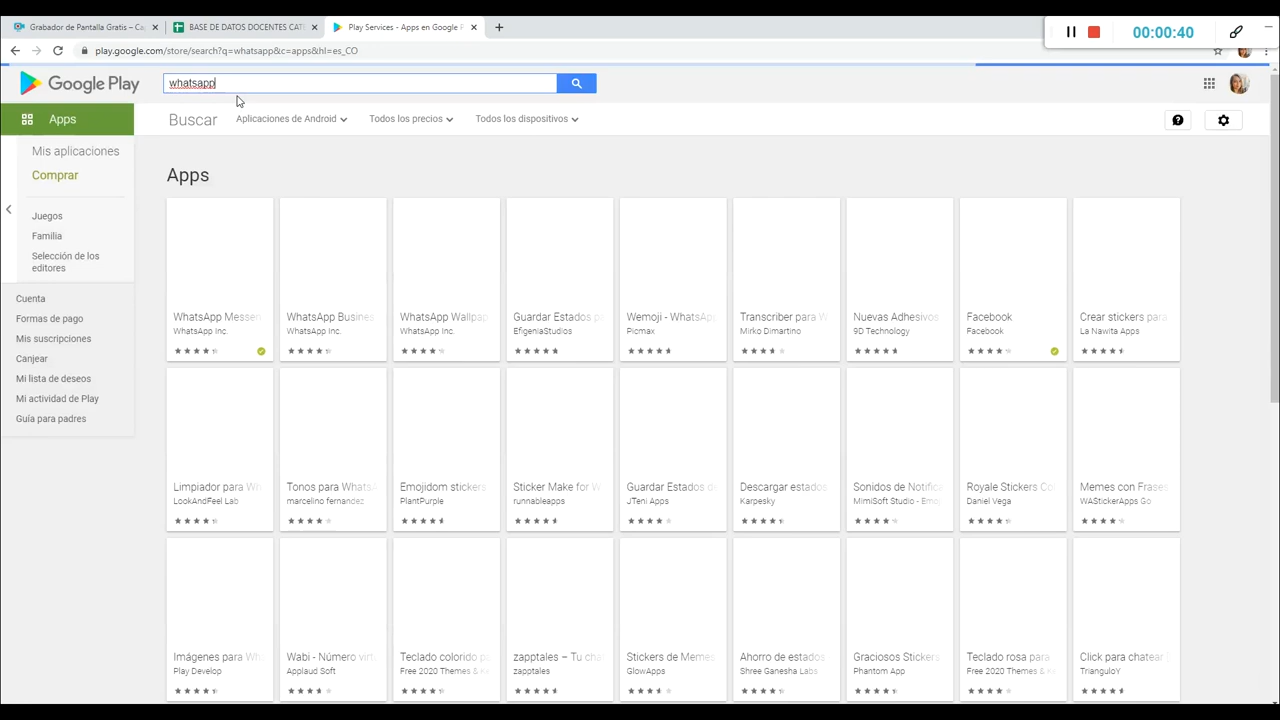 Grabador de Pantalla Gratis – Ca
BASE DE DATOS DOCENTES CATE
Play Services - Apps en Google P
00:00:40
play.google.com/store/search?q=whatsapp&c=apps&hl=es_CO
Google Play
whatsapp
Apps
Buscar
Aplicaciones de Android
Todos los precios
Todos los dispositivos
Mis aplicaciones
Comprar
Juegos
Familia
Selección de los
editores
Cuenta
Formas de pago
Mis suscripciones
Canjear
Mi lista de deseos
Mi actividad de Play
Guía para padres
Apps
WhatsApp Messen
WhatsApp Inc.
WhatsApp Busines
WhatsApp Inc.
WhatsApp Wallpap
WhatsApp Inc.
Guardar Estados pa
EfigeniaStudios
Wemoji - WhatsApp
Picmax
Transcriber para W
Mirko Dimartino
Nuevas Adhesivos
9D Technology
Facebook
Facebook
Crear stickers para
La Nawita Apps
Limpiador para Wh
LookAndFeel Lab
Tonos para WhatsA
marcelino fernandez
Emojidom stickers
PlantPurple
Sticker Make for W
runnableapps
Guardar Estados de
JTeni Apps
Descargar estados
Karpesky
Sonidos de Notifica
MimiSoft Studio - Emoj
Royale Stickers Co
Daniel Vega
Memes con Frases
WAStickerApps Go
Imágenes para Wh
Play Develop
Wabi - Número virt
Applaud Soft
Teclado colorido p
Free 2020 Themes & K
zapptales – Tu cha
zapptales
Stickers de Memes
GlowApps
Ahorro de estados
Shree Ganesha Labs
Graciosos Stickers
Phantom App
Teclado rosa para
Free 2020 Themes & K
Click para chatear
TrianguloY